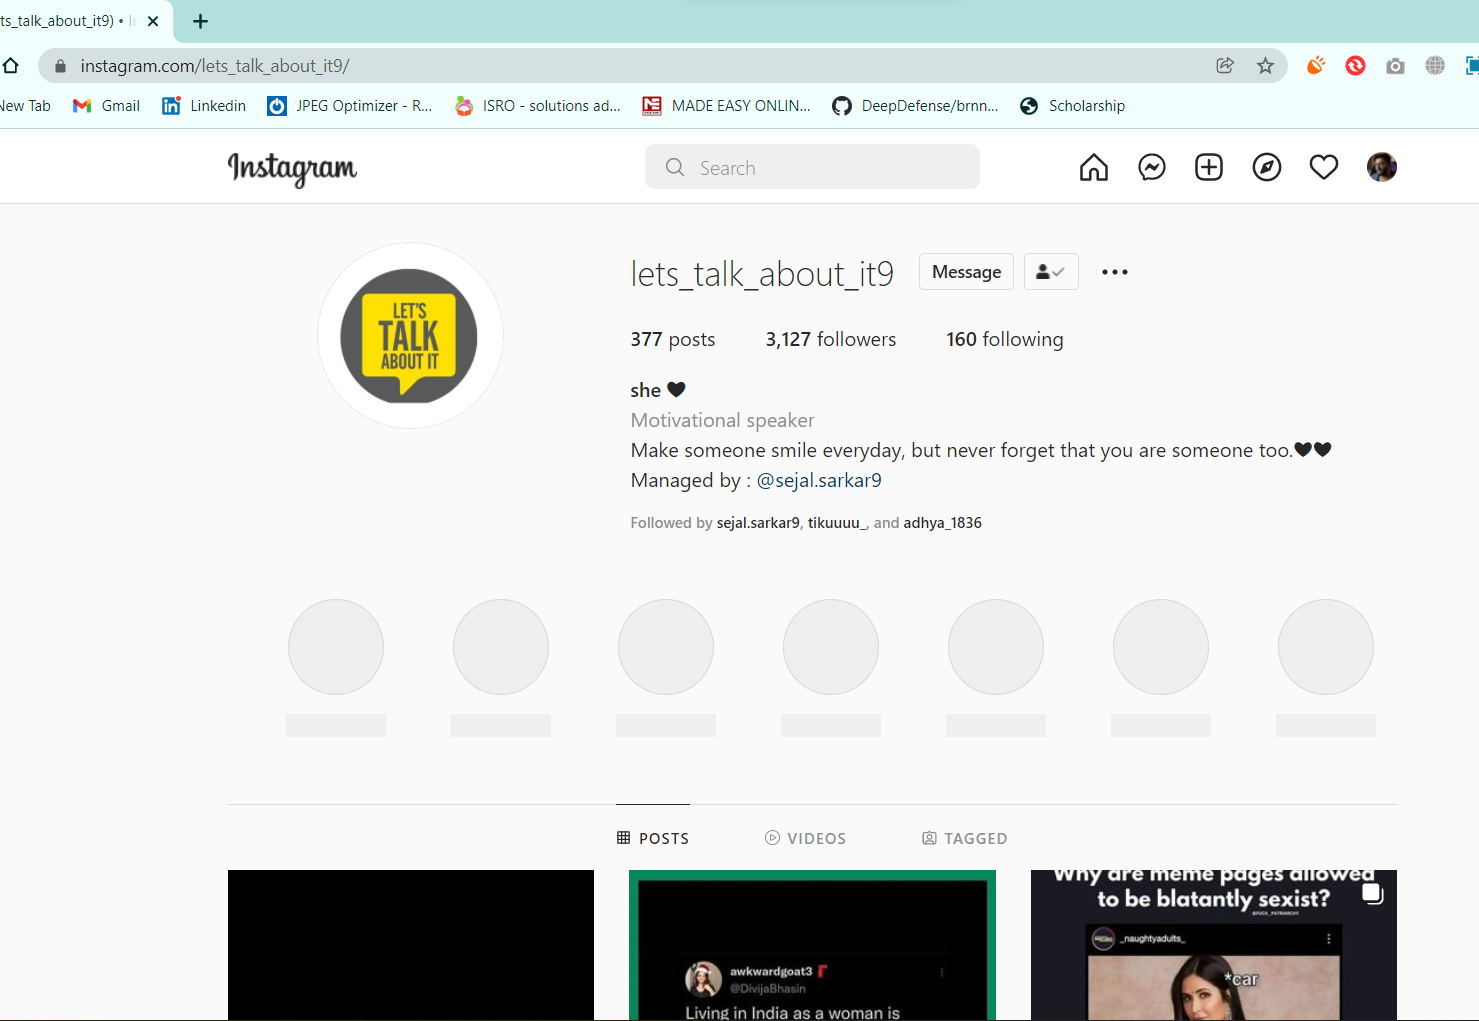 ts_talk_about_it9) • I
instagram.com/lets_talk_about_it9/
New Tab Gmail Linkedin JPEG Optimizer - R... ISRO - solutions ad... MADE EASY ONLIN... DeepDefense/brnn... Scholarship
Instagram Search
LET'S
TALK
ABOUT IT
lets_talk_about_it9 Message
377 posts 3,127 followers 160 following
she 🖤
Motivational speaker
Make someone smile everyday, but never forget that you are someone too.🖤🖤
Managed by : @sejal.sarkar9
Followed by sejal.sarkar9, tikuuuu_, and adhya_1836
POSTS VIDEOS TAGGED
awkwardgoat3
@DivijaBhasin
Living in India as a woman is
Why are meme pages allowed
to be blatantly sexist?
@FUCK_PATRIARCHY
_naughtyadults_
*car